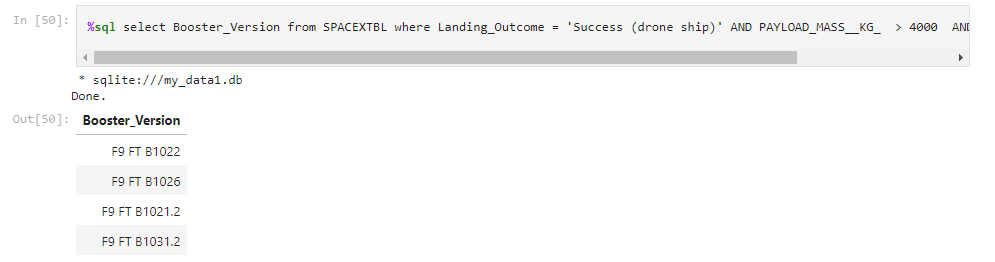 In [50]: %sql select Booster_Version from SPACEXTBL where Landing_Outcome = 'Success (drone ship)' AND PAYLOAD_MASS__KG_  > 4000  AND
* sqlite:///my_data1.db
Done.
Out[50]: Booster_Version
F9 FT B1022
F9 FT B1026
F9 FT B1021.2
F9 FT B1031.2